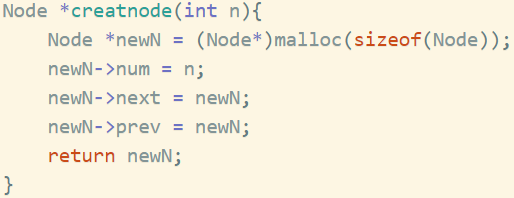 Node *creatnode(int n){
    Node *newN = (Node*)malloc(sizeof(Node));
    newN->num = n;
    newN->next = newN;
    newN->prev = newN;
    return newN;
}